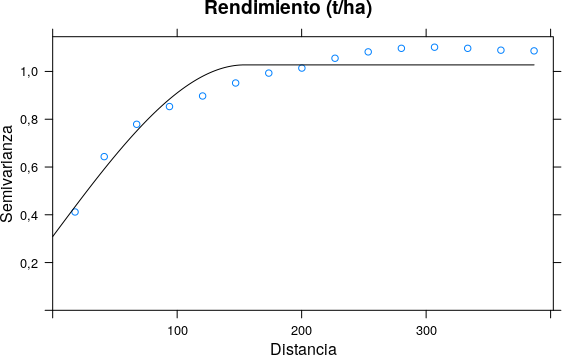 Rendimiento (t/ha)
1,0
0,8
0,6
0,4
0,2
Semivarianza
100 200 300
Distancia